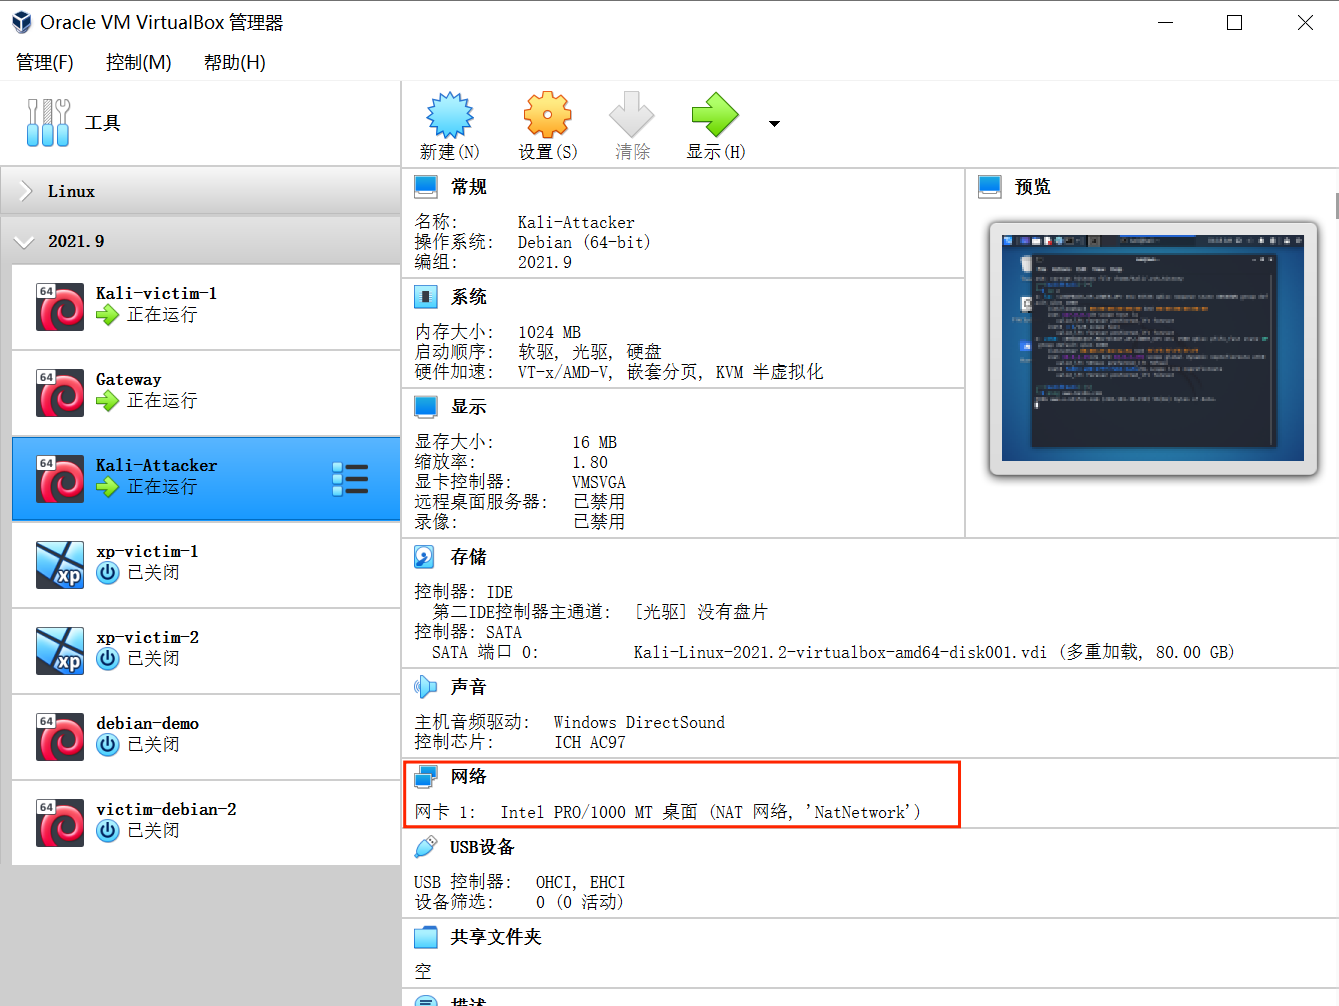 Oracle VM VirtualBox 管理器
管理(F) 控制(M) 帮助(H)
工具
新建(N) 设置(S) 清除 显示(H)
Linux
2021.9
64
Kali-victim-1
正在运行
64
Gateway
正在运行
64
Kali-Attacker
正在运行
xp
xp-victim-1
已关闭
xp
xp-victim-2
已关闭
64
debian-demo
已关闭
64
victim-debian-2
已关闭
常规
名称: Kali-Attacker
操作系统: Debian (64-bit)
编组: 2021.9
系统
内存大小: 1024 MB
启动顺序: 软驱, 光驱, 硬盘
硬件加速: VT-x/AMD-V, 嵌套分页, KVM 半虚拟化
显示
显存大小: 16 MB
缩放率: 1.80
显卡控制器: VMSVGA
远程桌面服务器: 已禁用
录像: 已禁用
预览
存储
控制器: IDE
第二IDE控制器主通道: [光驱] 没有盘片
控制器: SATA
SATA 端口 0: Kali-Linux-2021.2-virtualbox-amd64-disk001.vdi (多重加载, 80.00 GB)
声音
主机音频驱动: Windows DirectSound
控制芯片: ICH AC97
网络
网卡 1: Intel PRO/1000 MT 桌面 (NAT 网络, 'NatNetwork')
USB设备
USB 控制器: OHCI, EHCI
设备筛选: 0 (0 活动)
共享文件夹
空
描述